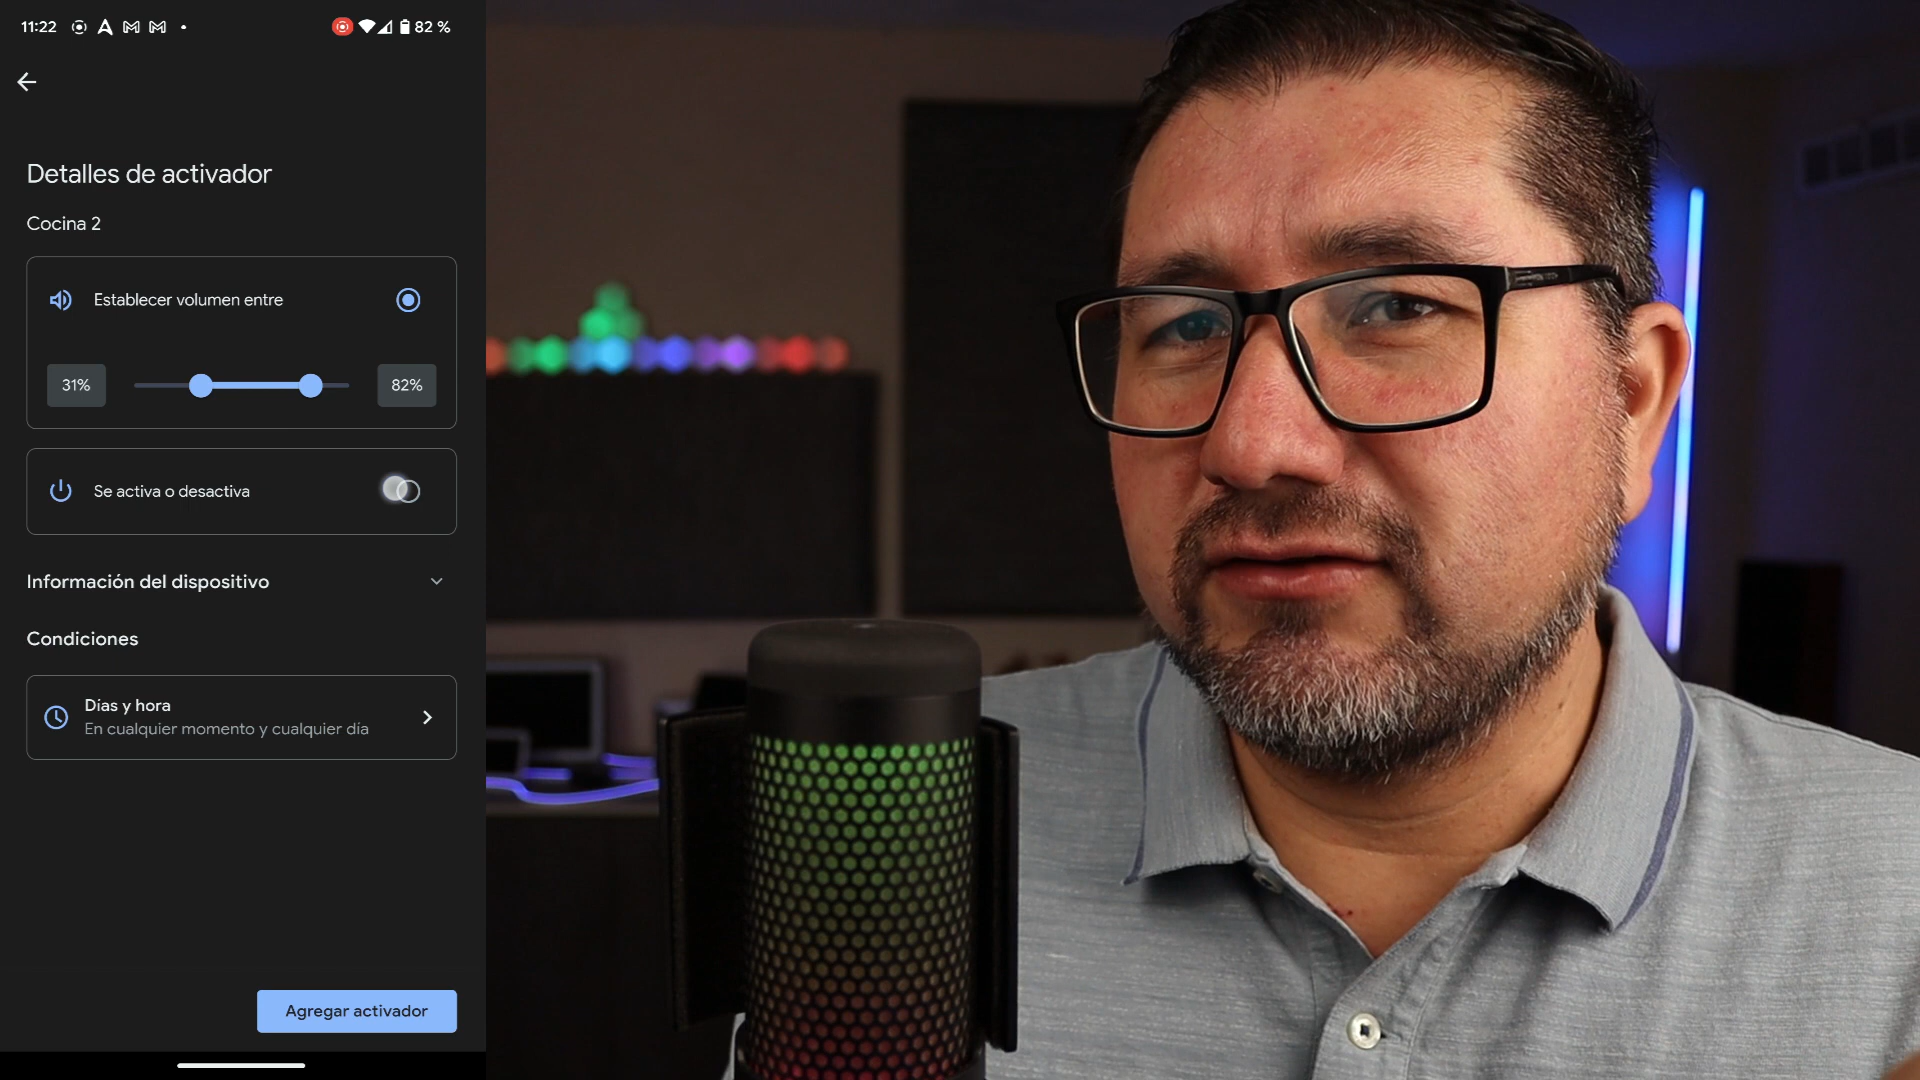 11:22
82 %
Detalles de activador
Cocina 2
Establecer volumen entre
31%
82%
Se activa o desactiva
Información del dispositivo
Condiciones
Días y hora
En cualquier momento y cualquier día
Agregar activador